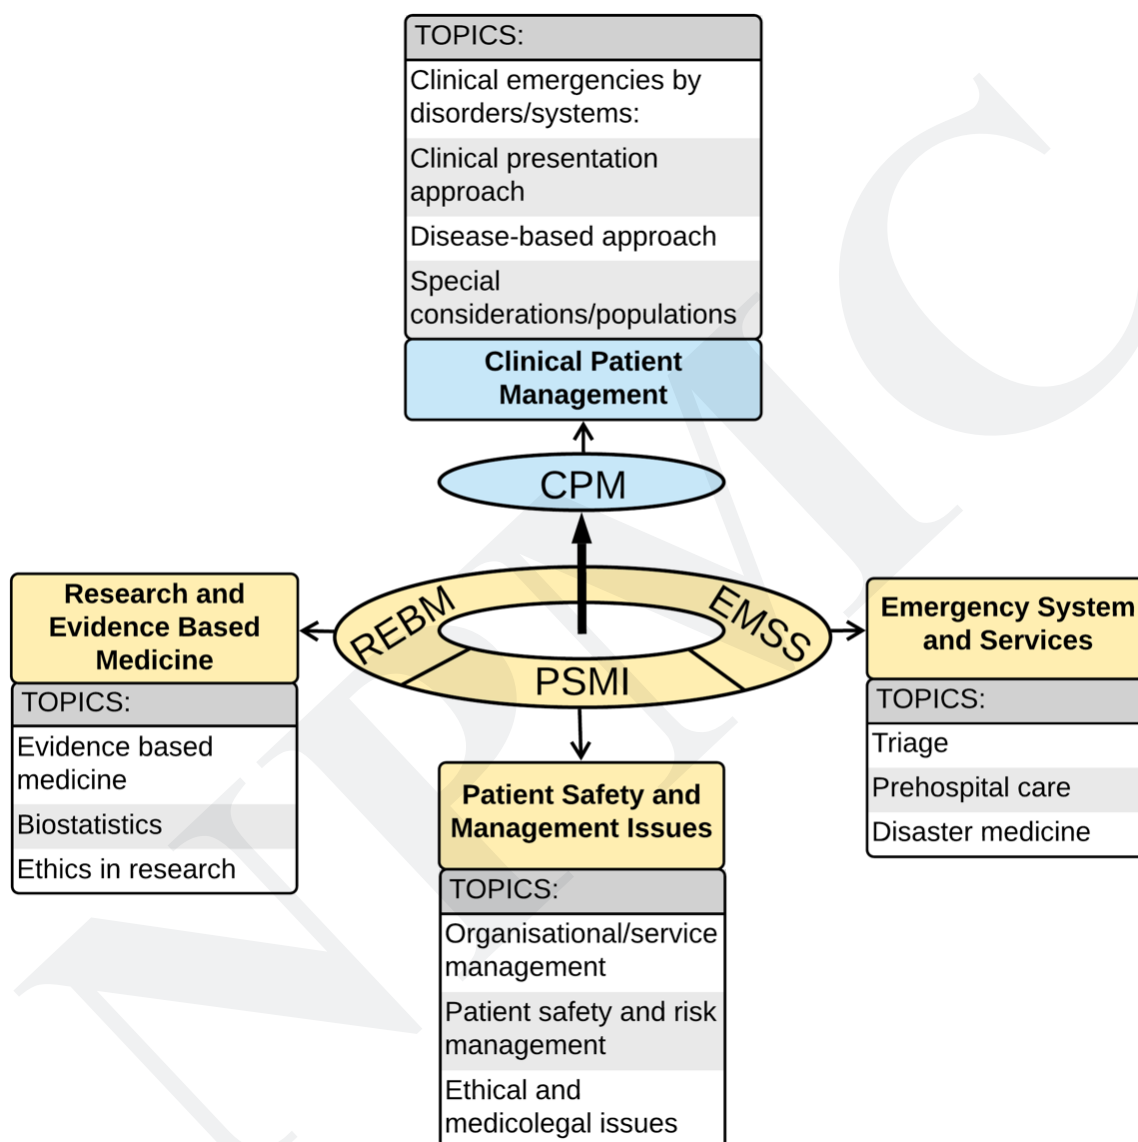 TOPICS:
Clinical emergencies by
disorders/systems:
Clinical presentation
approach
Disease-based approach
Special
considerations/populations
Clinical Patient
Management
CPM
REBM
EMSS
PSMI
Research and
Evidence Based
Medicine
TOPICS:
Evidence based
medicine
Biostatistics
Ethics in research
Patient Safety and
Management Issues
TOPICS:
Organisational/service
management
Patient safety and risk
management
Ethical and
medicolegal issues
Emergency System
and Services
TOPICS:
Triage
Prehospital care
Disaster medicine
NPMC